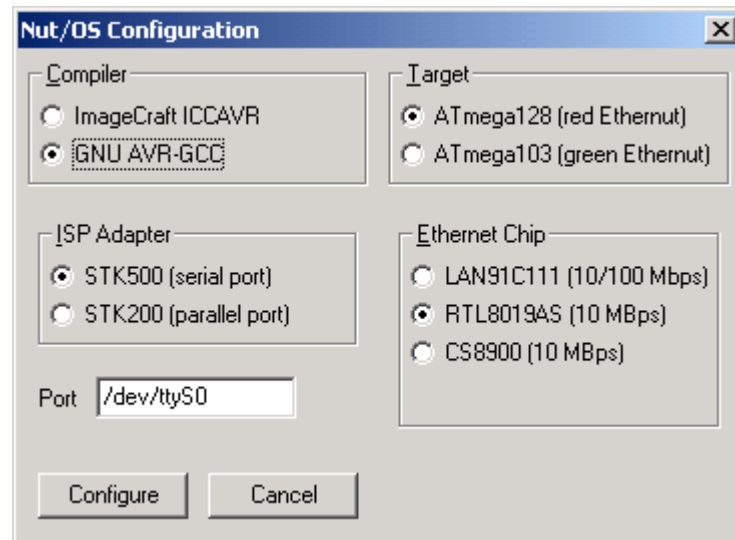 Nut/OS Configuration
Compiler
ImageCraft ICCAVR
GNU AVR-GCC
Target
ATmega128 (red Ethernut)
ATmega103 (green Ethernut)
ISP Adapter
STK500 (serial port)
STK200 (parallel port)
Ethernet Chip
LAN91C111 (10/100 Mbps)
RTL8019AS (10 MBps)
CS8900 (10 MBps)
Port /dev/ttyS0
Configure Cancel